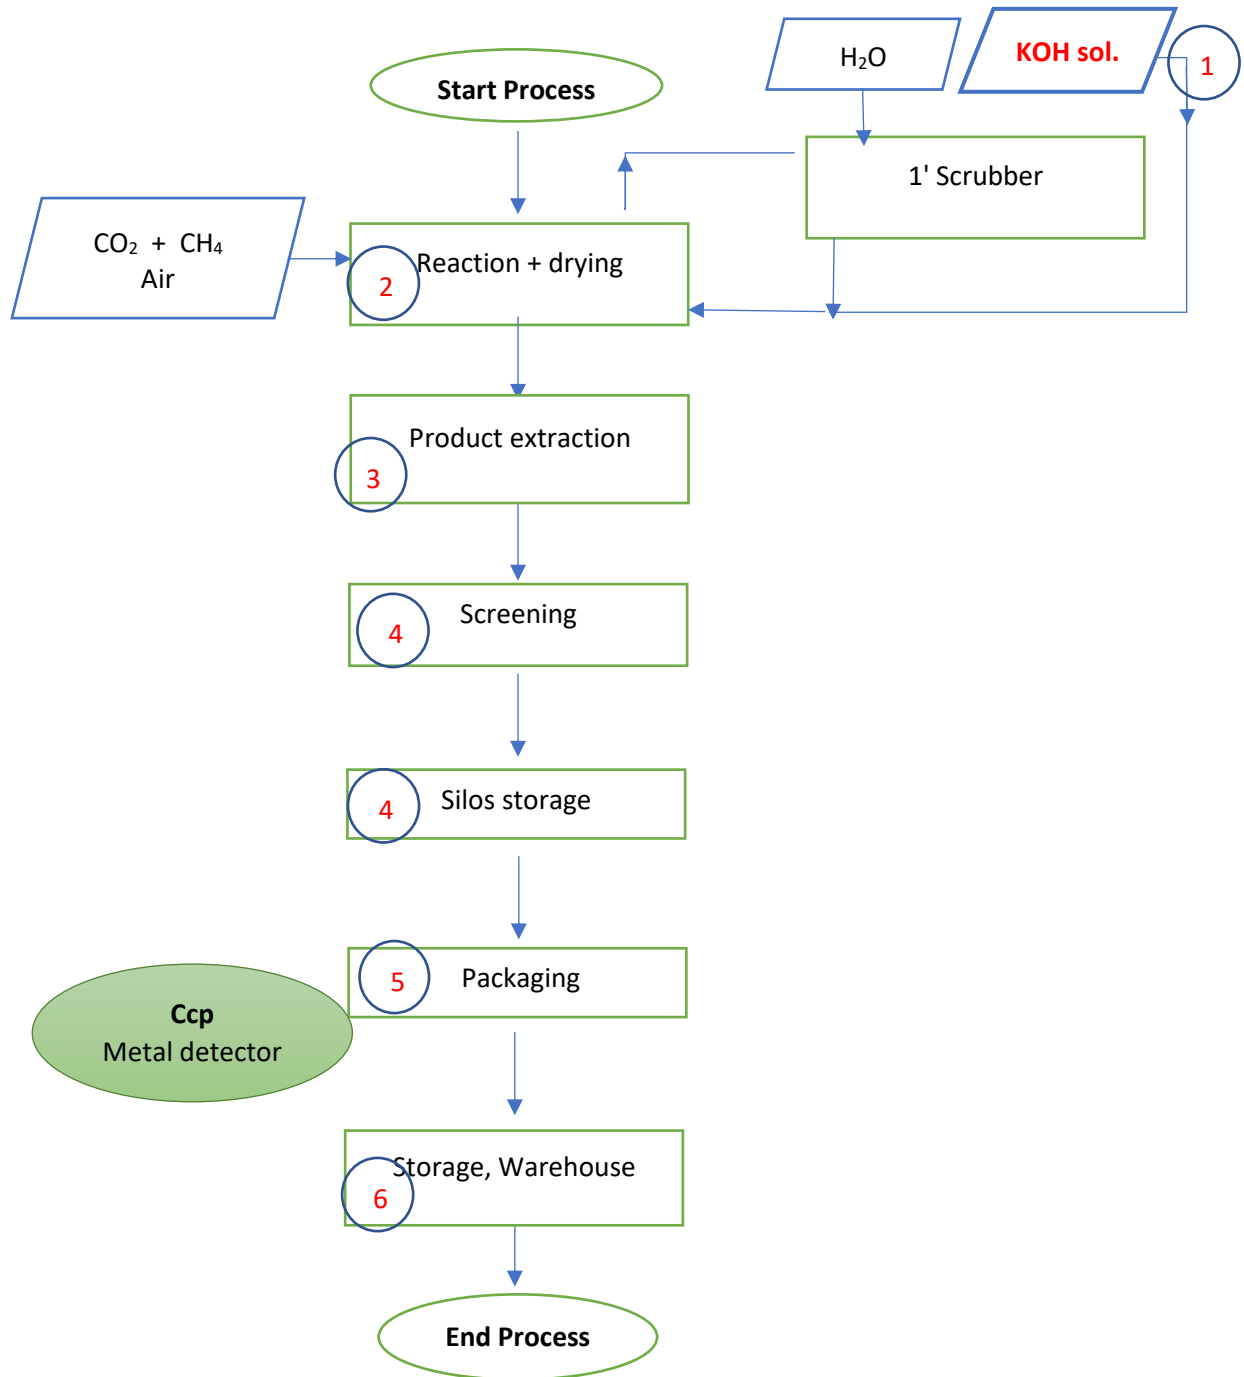 H₂O
KOH sol.
1
Start Process
1' Scrubber
CO₂ + CH₄
Air
Reaction + drying
2
Product extraction
3
Screening
4
Silos storage
4
Packaging
5
Ccp
Metal detector
Storage, Warehouse
6
End Process